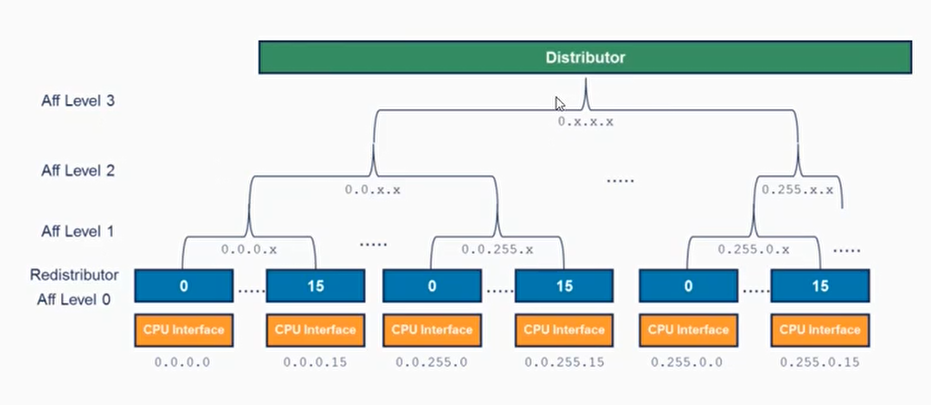 Distributor
Aff Level 3
0.x.x.x
Aff Level 2
0.0.x.x
.....
0.255.x.x
Aff Level 1
0.0.0.x
.....
0.0.255.x
0.255.0.x
.....
Redistributor
Aff Level 0
0 ..... 15 0 ..... 15 0 ..... 15
CPU Interface CPU Interface CPU Interface CPU Interface CPU Interface CPU Interface
0.0.0.0 0.0.0.15 0.0.255.0 0.0.255.15 0.255.0.0 0.255.0.15